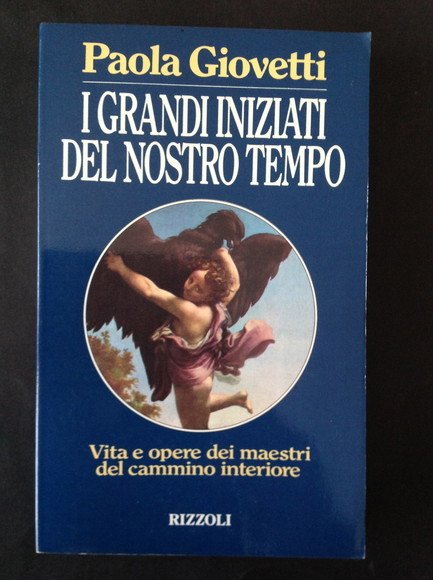 Paola Giovetti
I GRANDI INIZIATI
DEL NOSTRO TEMPO
Vita e opere dei maestri
del cammino interiore
RIZZOLI